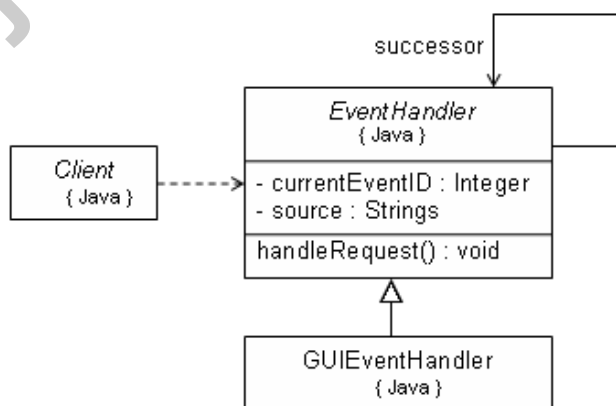 successor
EventHandler
{ Java }
Client
{ Java }
- currentEventID : Integer
- source : Strings
handleRequest() : void
GUIEventHandler
{ Java }